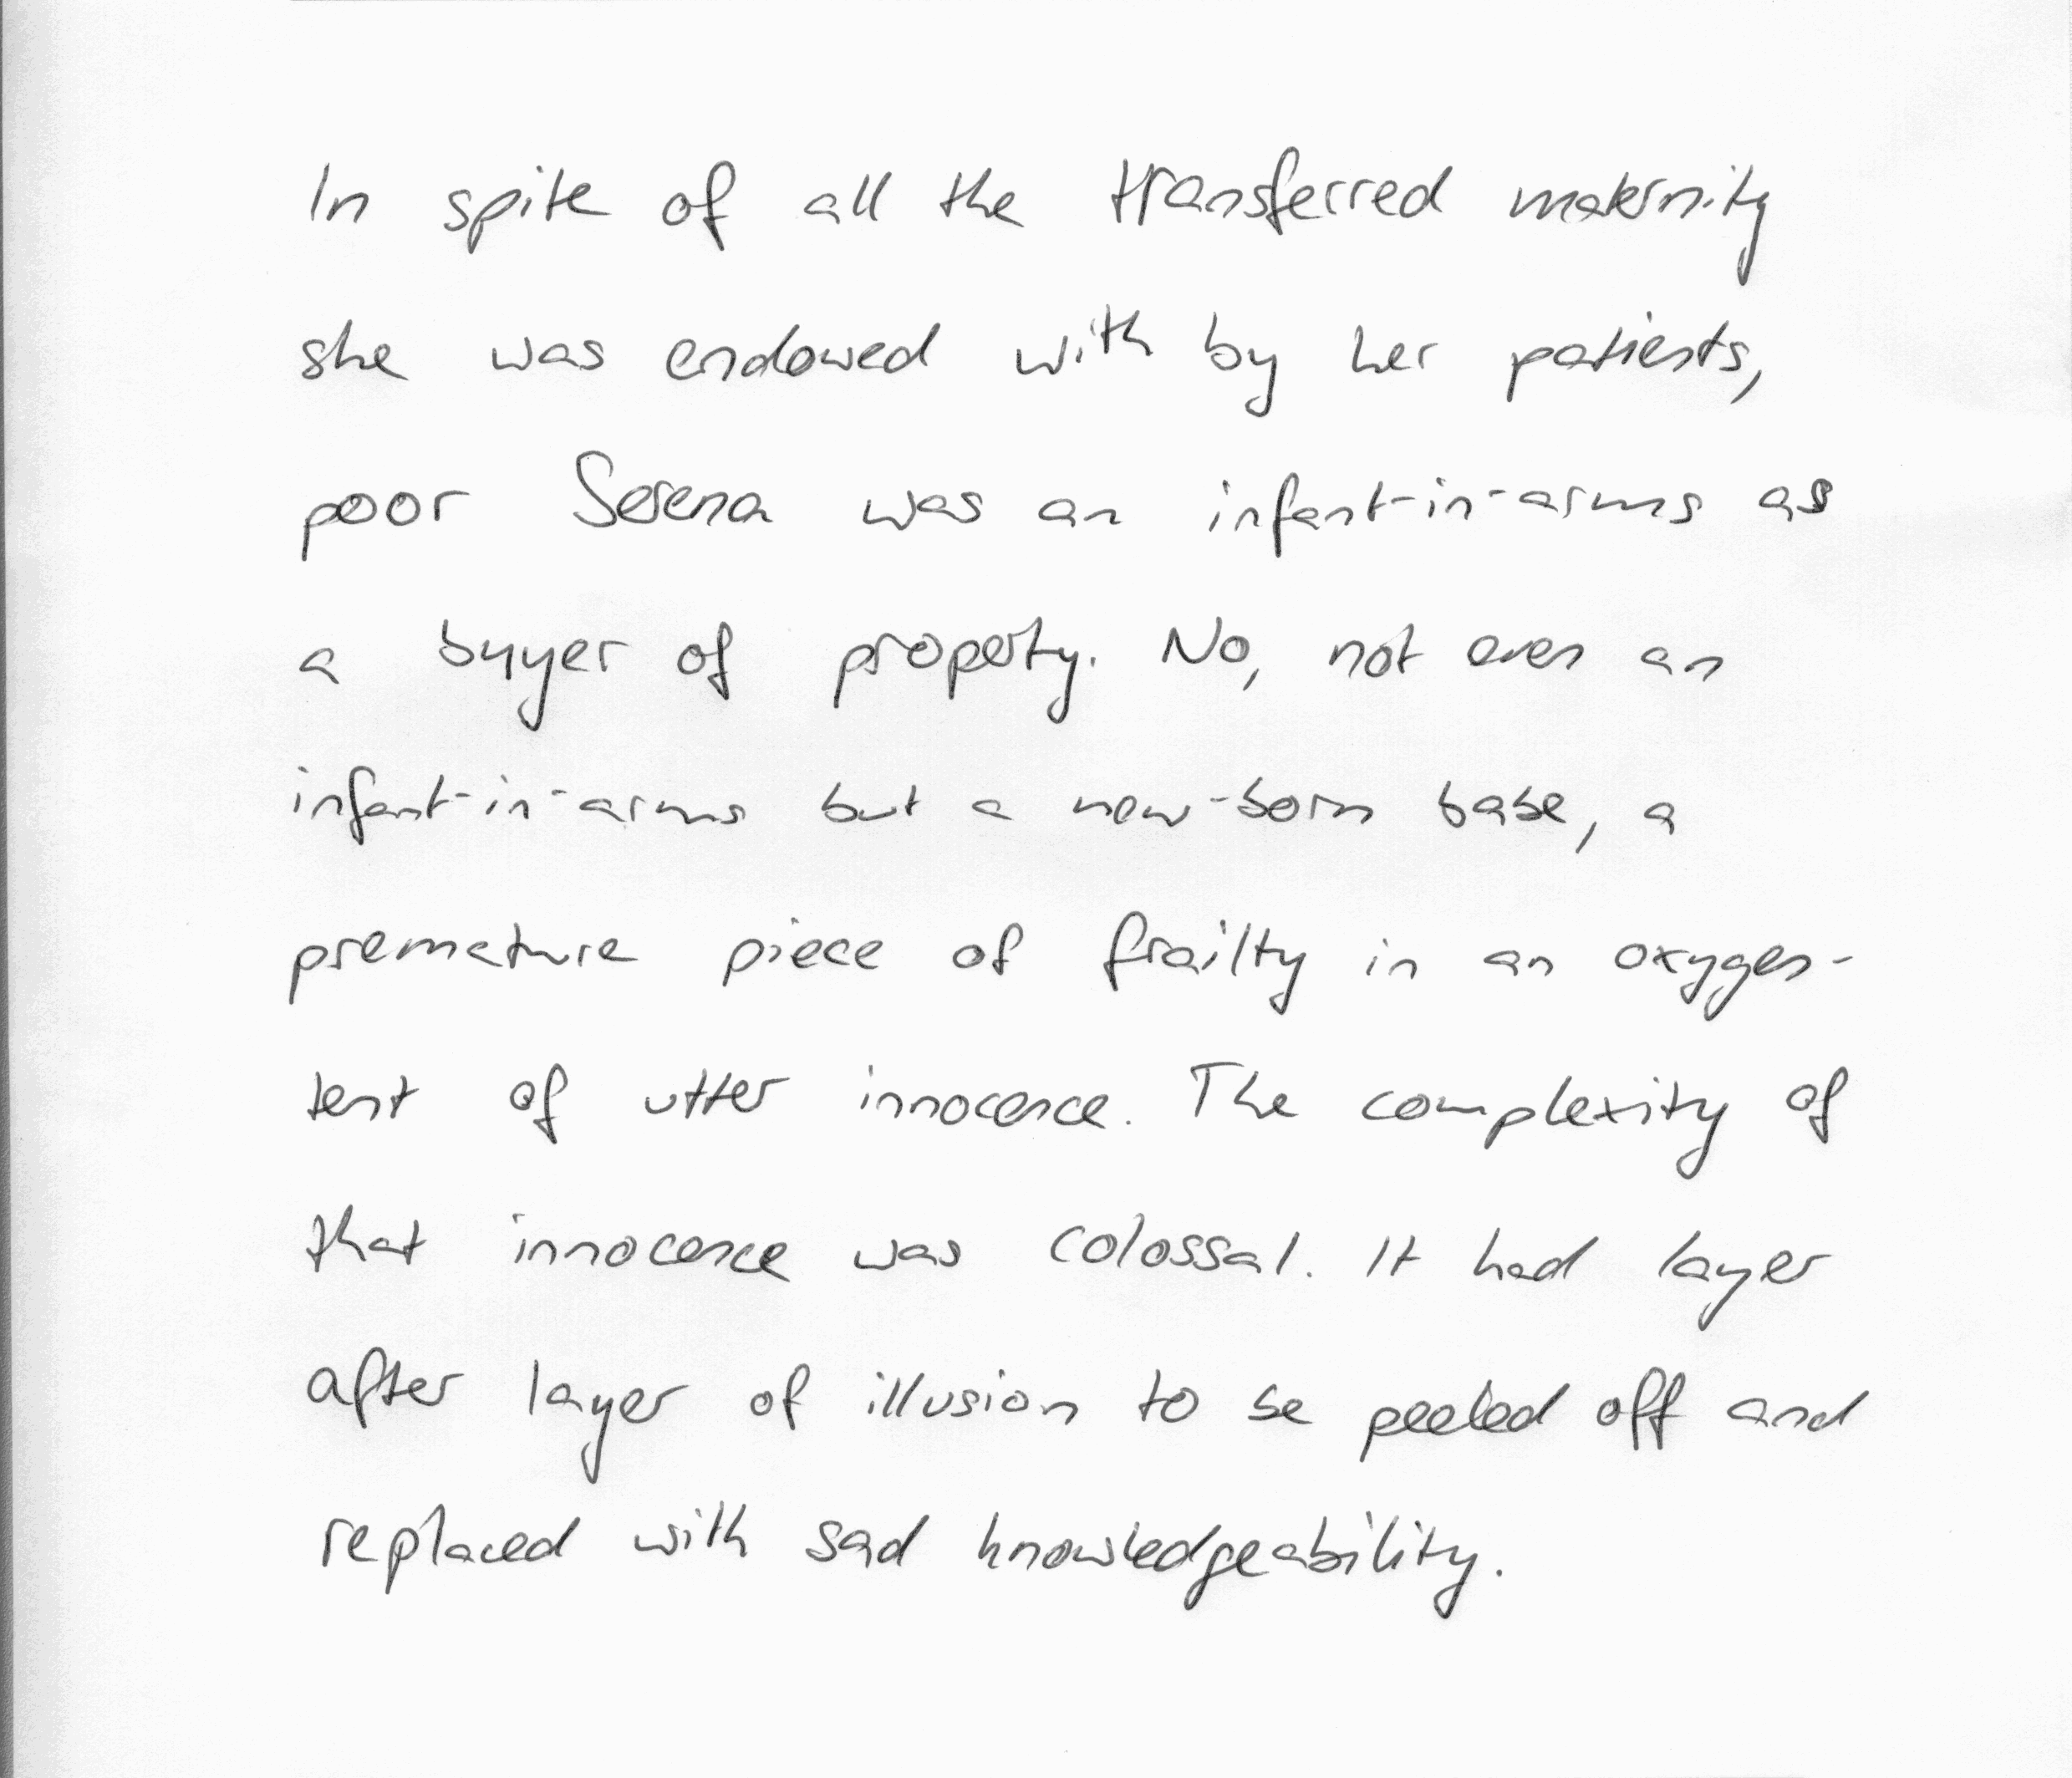 In spite of all the transferred maternity
she was endowed with by her patients,
poor Serena was an infant-in-arms as
a buyer of property. No, not even an
infant-in-arms but a new-born babe, a
premature piece of frailty in an oxygen-
tent of utter innocence. The complexity of
that innocence was colossal. It had layer
after layer of illusion to be peeled off and
replaced with sad knowledgeability.